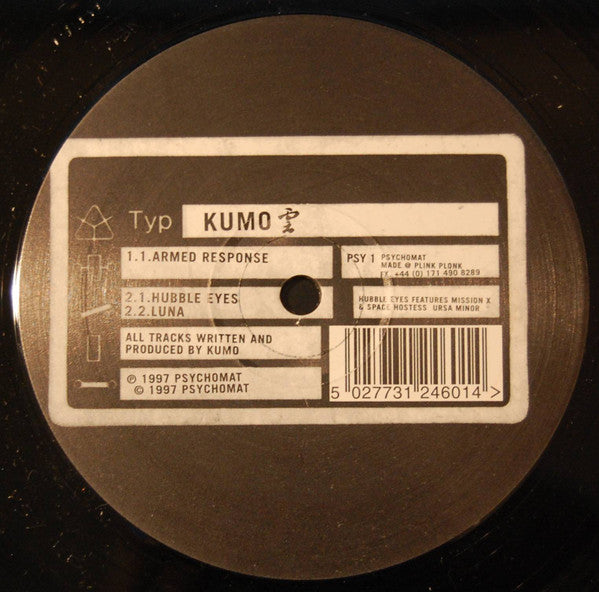 Typ KUMO 雲
1.1.ARMED RESPONSE
PSY 1 PSYCHOMAT
MADE @ PLINK PLONK
FX. +44 (0) 171 490 8289
2.1.HUBBLE EYES
2.2.LUNA
HUBBLE EYES FEATURES MISSION X
& SPACE HOSTESS URSA MINOR
ALL TRACKS WRITTEN AND
PRODUCED BY KUMO
℗ 1997 PSYCHOMAT
© 1997 PSYCHOMAT
5 027731 246014 >